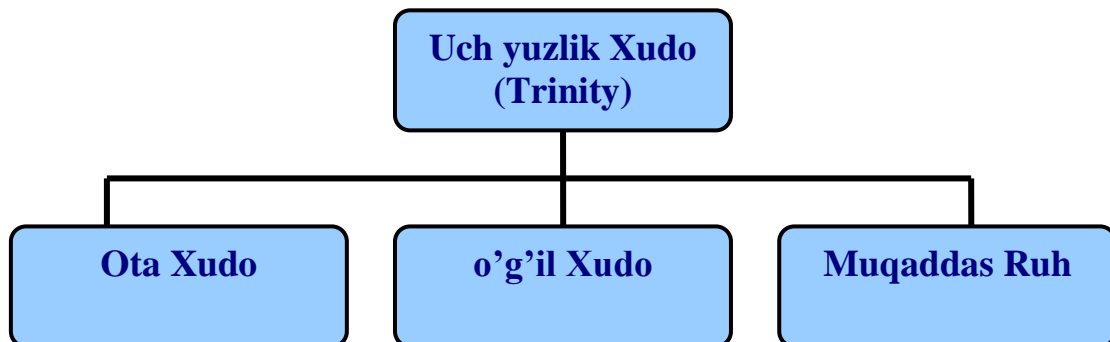 Uch yuzlik Xudo
(Trinity)
Ota Xudo
o’g’il Xudo
Muqaddas Ruh